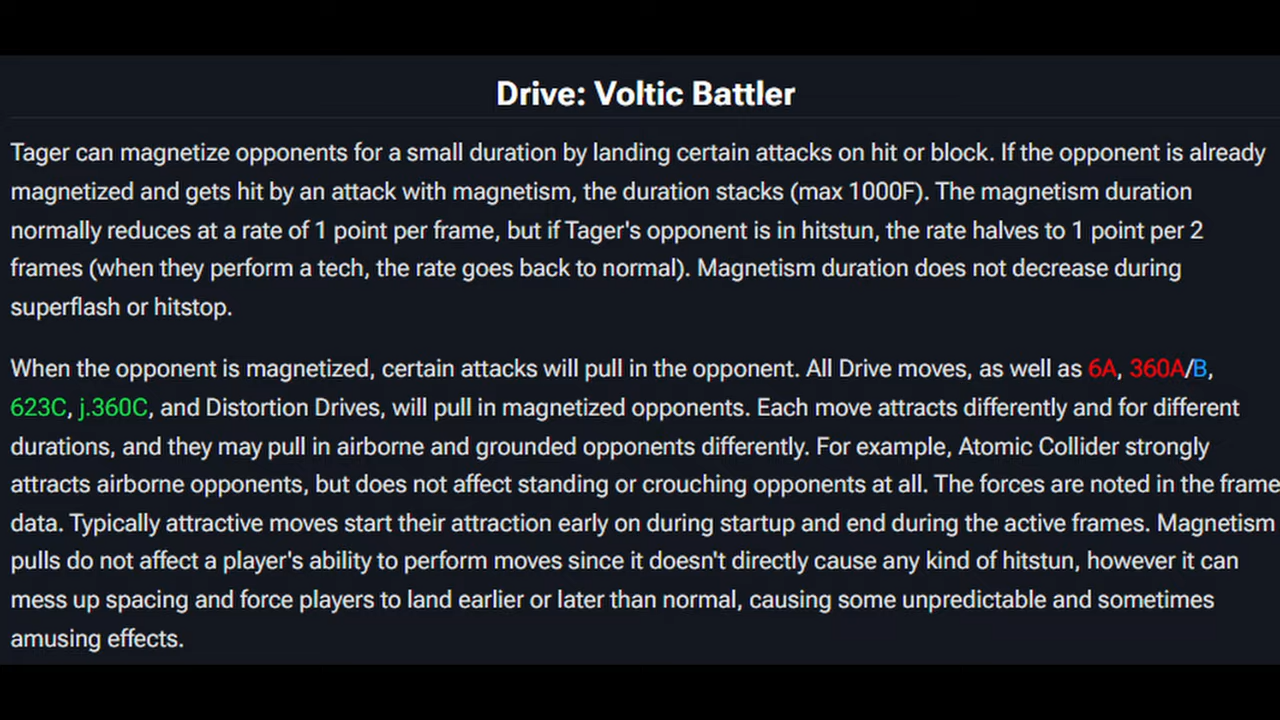 Drive: Voltic Battler
Tager can magnetize opponents for a small duration by landing certain attacks on hit or block. If the opponent is already
magnetized and gets hit by an attack with magnetism, the duration stacks (max 1000F). The magnetism duration
normally reduces at a rate of 1 point per frame, but if Tager's opponent is in hitstun, the rate halves to 1 point per 2
frames (when they perform a tech, the rate goes back to normal). Magnetism duration does not decrease during
superflash or hitstop.
When the opponent is magnetized, certain attacks will pull in the opponent. All Drive moves, as well as 6A, 360A/B,
623C, j.360C, and Distortion Drives, will pull in magnetized opponents. Each move attracts differently and for different
durations, and they may pull in airborne and grounded opponents differently. For example, Atomic Collider strongly
attracts airborne opponents, but does not affect standing or crouching opponents at all. The forces are noted in the frame
data. Typically attractive moves start their attraction early on during startup and end during the active frames. Magnetism
pulls do not affect a player's ability to perform moves since it doesn't directly cause any kind of hitstun, however it can
mess up spacing and force players to land earlier or later than normal, causing some unpredictable and sometimes
amusing effects.